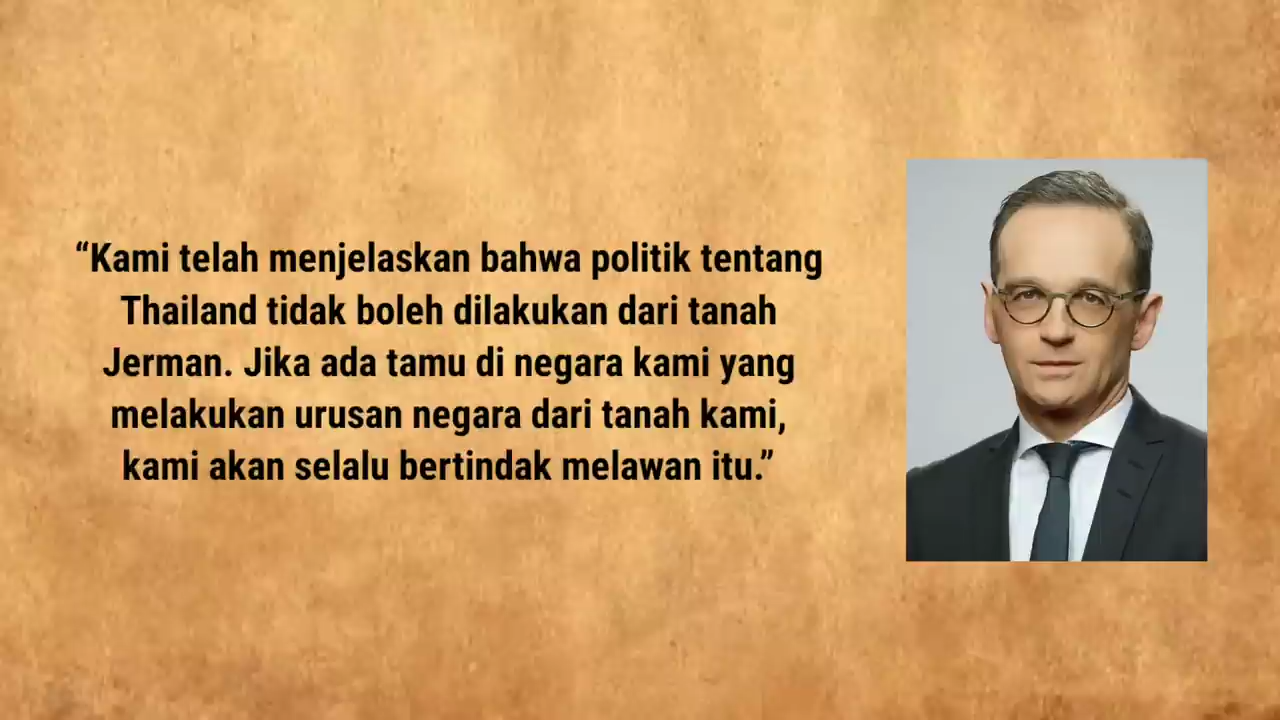 “Kami telah menjelaskan bahwa politik tentang
Thailand tidak boleh dilakukan dari tanah
Jerman. Jika ada tamu di negara kami yang
melakukan urusan negara dari tanah kami,
kami akan selalu bertindak melawan itu.”